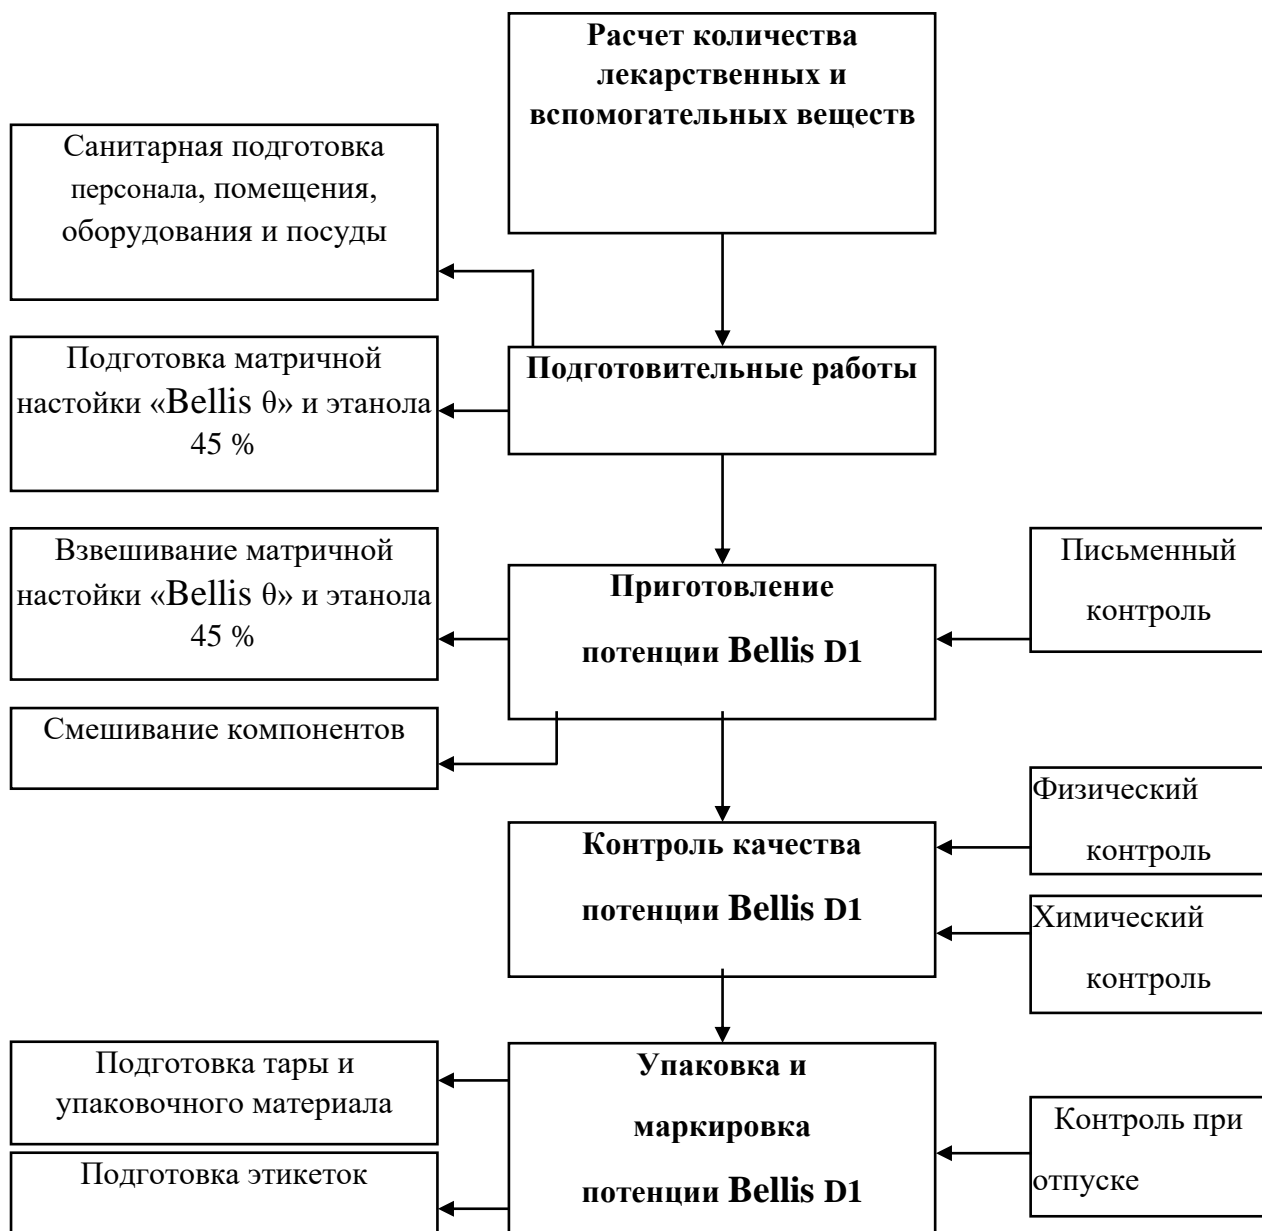 Расчет количества
лекарственных и
вспомогательных веществ
Санитарная подготовка
персонала, помещения,
оборудования и посуды
Подготовительные работы
Подготовка матричной
настойки «Bellis θ» и этанола
45 %
Взвешивание матричной
настойки «Bellis θ» и этанола
45 %
Приготовление
потенции Bellis D1
Письменный
контроль
Смешивание компонентов
Контроль качества
потенции Bellis D1
Физический
контроль
Химический
контроль
Подготовка тары и
упаковочного материала
Упаковка и
маркировка
потенции Bellis D1
Контроль при
отпуске
Подготовка этикеток